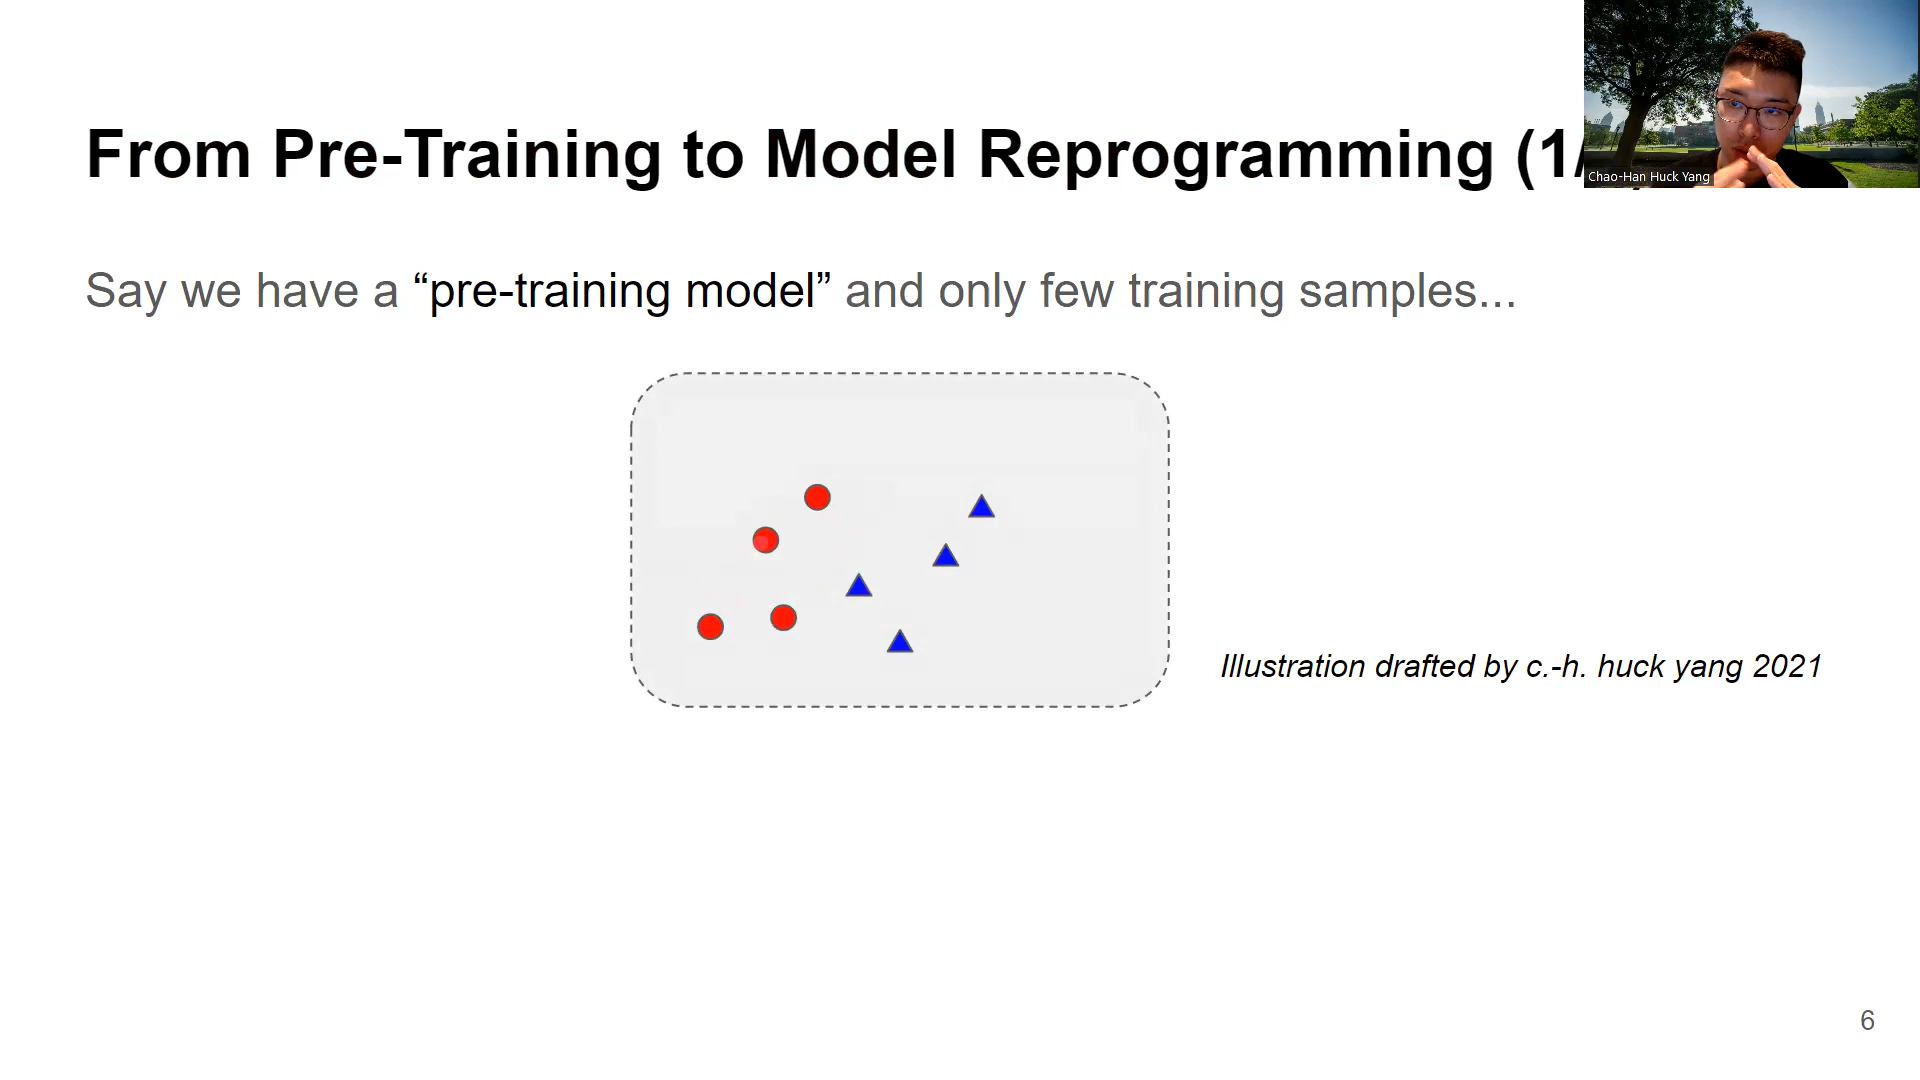 From Pre-Training to Model Reprogramming (1/
Chao-Han Huck Yang
Say we have a “pre-training model” and only few training samples...
Illustration drafted by c.-h. huck yang 2021
6